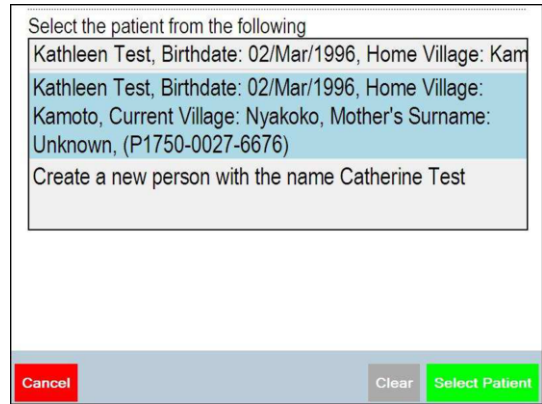 Select the patient from the following
Kathleen Test, Birthdate: 02/Mar/1996, Home Village: Kam
Kathleen Test, Birthdate: 02/Mar/1996, Home Village:
Kamoto, Current Village: Nyakoko, Mother's Surname:
Unknown, (P1750-0027-6676)
Create a new person with the name Catherine Test
Cancel
Clear
Select Patient